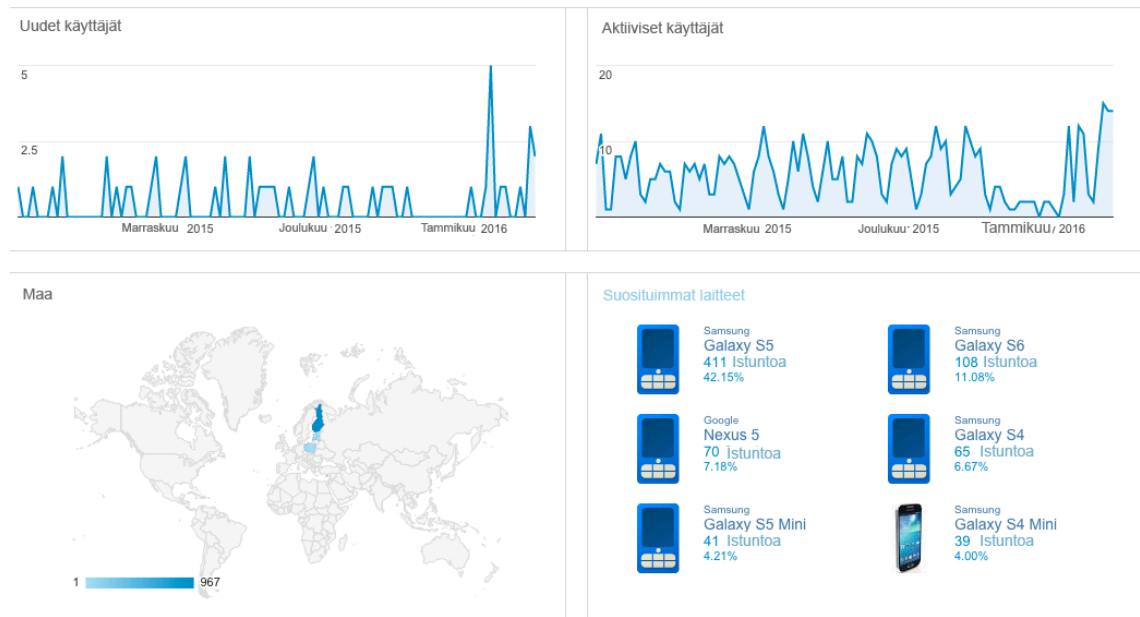 Uudet käyttäjät
5
2.5
Marraskuu 2015
Joulukuu 2015
Tammikuu 2016
Aktiiviset käyttäjät
20
10
Marraskuu 2015
Joulukuu 2015
Tammikuu 2016
Maa
1
967
Suosituimmat laitteet
Samsung
Galaxy S5
411 Istuntoa
42.15%
Samsung
Galaxy S6
108 Istuntoa
11.08%
Google
Nexus 5
70 Istuntoa
7.18%
Samsung
Galaxy S4
65 Istuntoa
6.67%
Samsung
Galaxy S5 Mini
41 Istuntoa
4.21%
Samsung
Galaxy S4 Mini
39 Istuntoa
4.00%